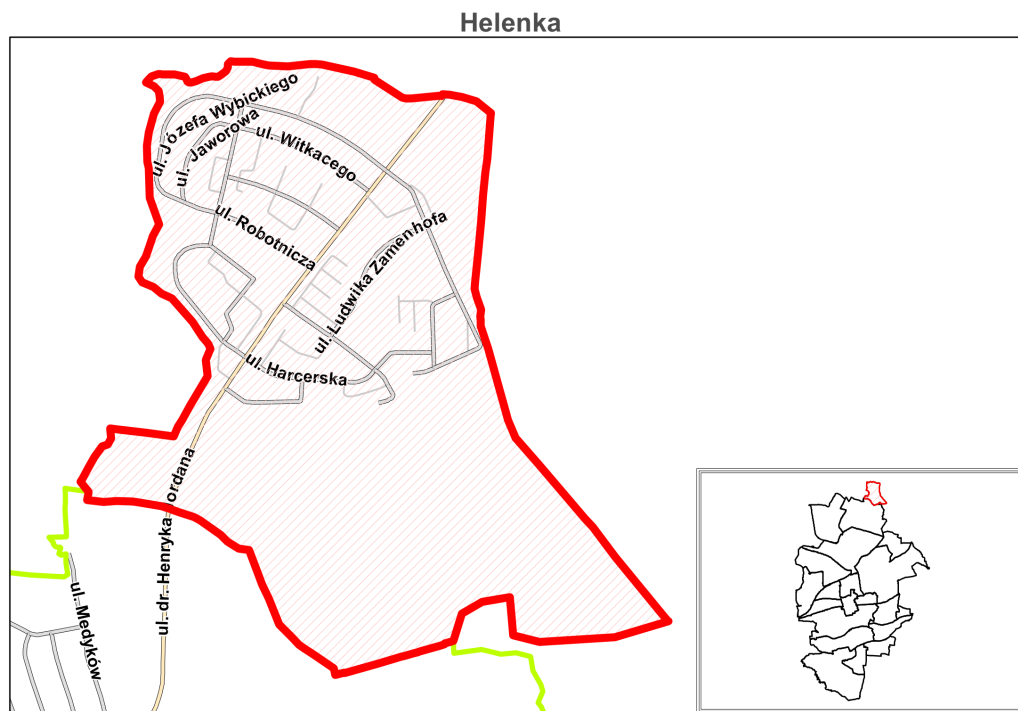 Helenka
ul. Józefa Wybickiego
ul. Jaworowa
ul. Witkacego
ul. Robotnicza
ul. Ludwika Zamenhofa
ul. Harcerska
ul. dr. Henryka ordana
ul. Medyków